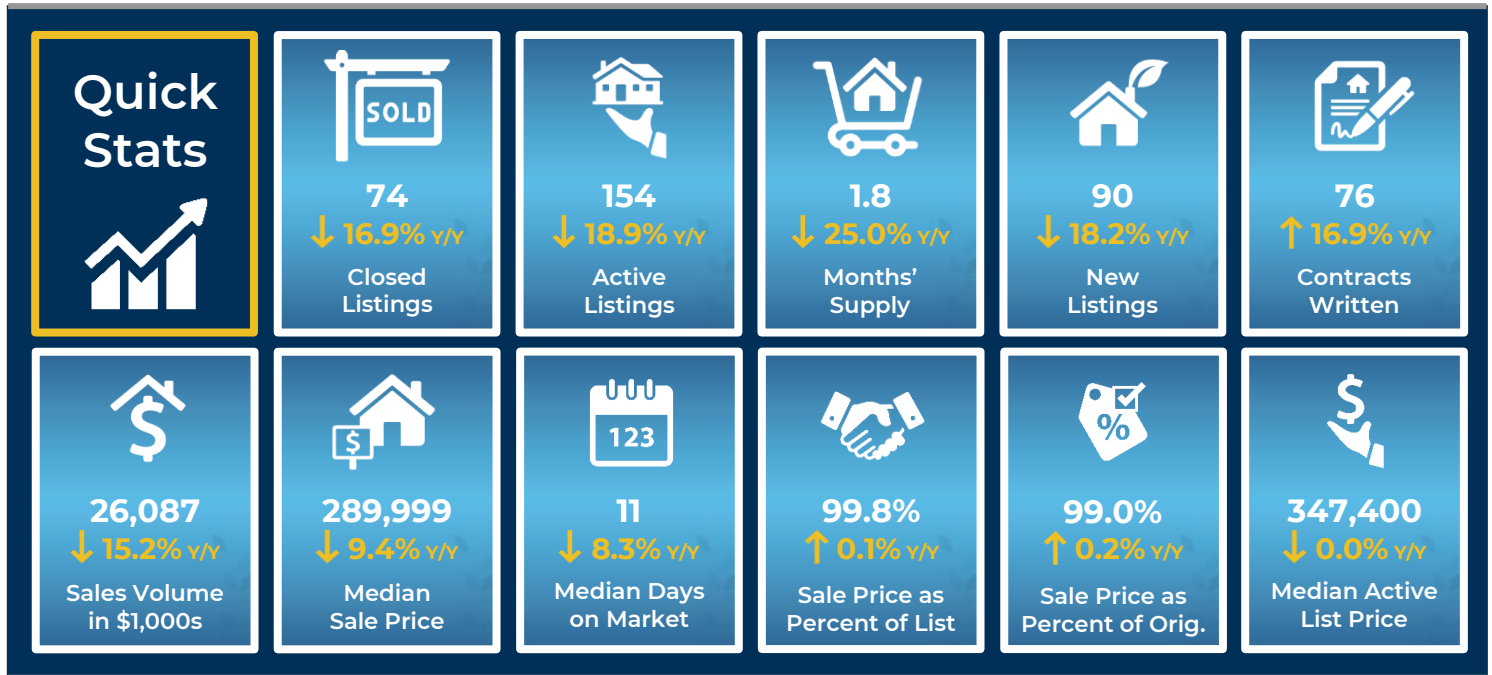 Quick
Stats
SOLD
74
↓ 16.9% Y/Y
Closed
Listings
154
↓ 18.9% Y/Y
Active
Listings
1.8
↓ 25.0% Y/Y
Months’
Supply
90
↓ 18.2% Y/Y
New
Listings
76
↑ 16.9% Y/Y
Contracts
Written
$
26,087
↓ 15.2% Y/Y
Sales Volume
in $1,000s
$
289,999
↓ 9.4% Y/Y
Median
Sale Price
123
11
↓ 8.3% Y/Y
Median Days
on Market
99.8%
↑ 0.1% Y/Y
Sale Price as
Percent of List
%
99.0%
↑ 0.2% Y/Y
Sale Price as
Percent of Orig.
$
347,400
↓ 0.0% Y/Y
Median Active
List Price